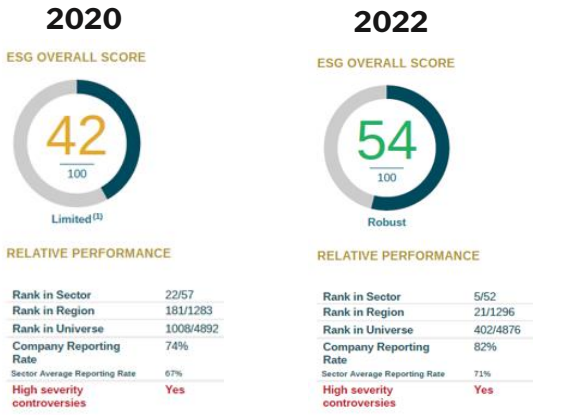 2020
ESG OVERALL SCORE
42
100
Limited (1)
RELATIVE PERFORMANCE
Rank in Sector 22/57
Rank in Region 181/1283
Rank in Universe 1008/4892
Company Reporting 74%
Rate
Sector Average Reporting Rate 67%
High severity Yes
controversies
2022
ESG OVERALL SCORE
54
100
Robust
RELATIVE PERFORMANCE
Rank in Sector 5/52
Rank in Region 21/1296
Rank in Universe 402/4876
Company Reporting 82%
Rate
Sector Average Reporting Rate 71%
High severity Yes
controversies